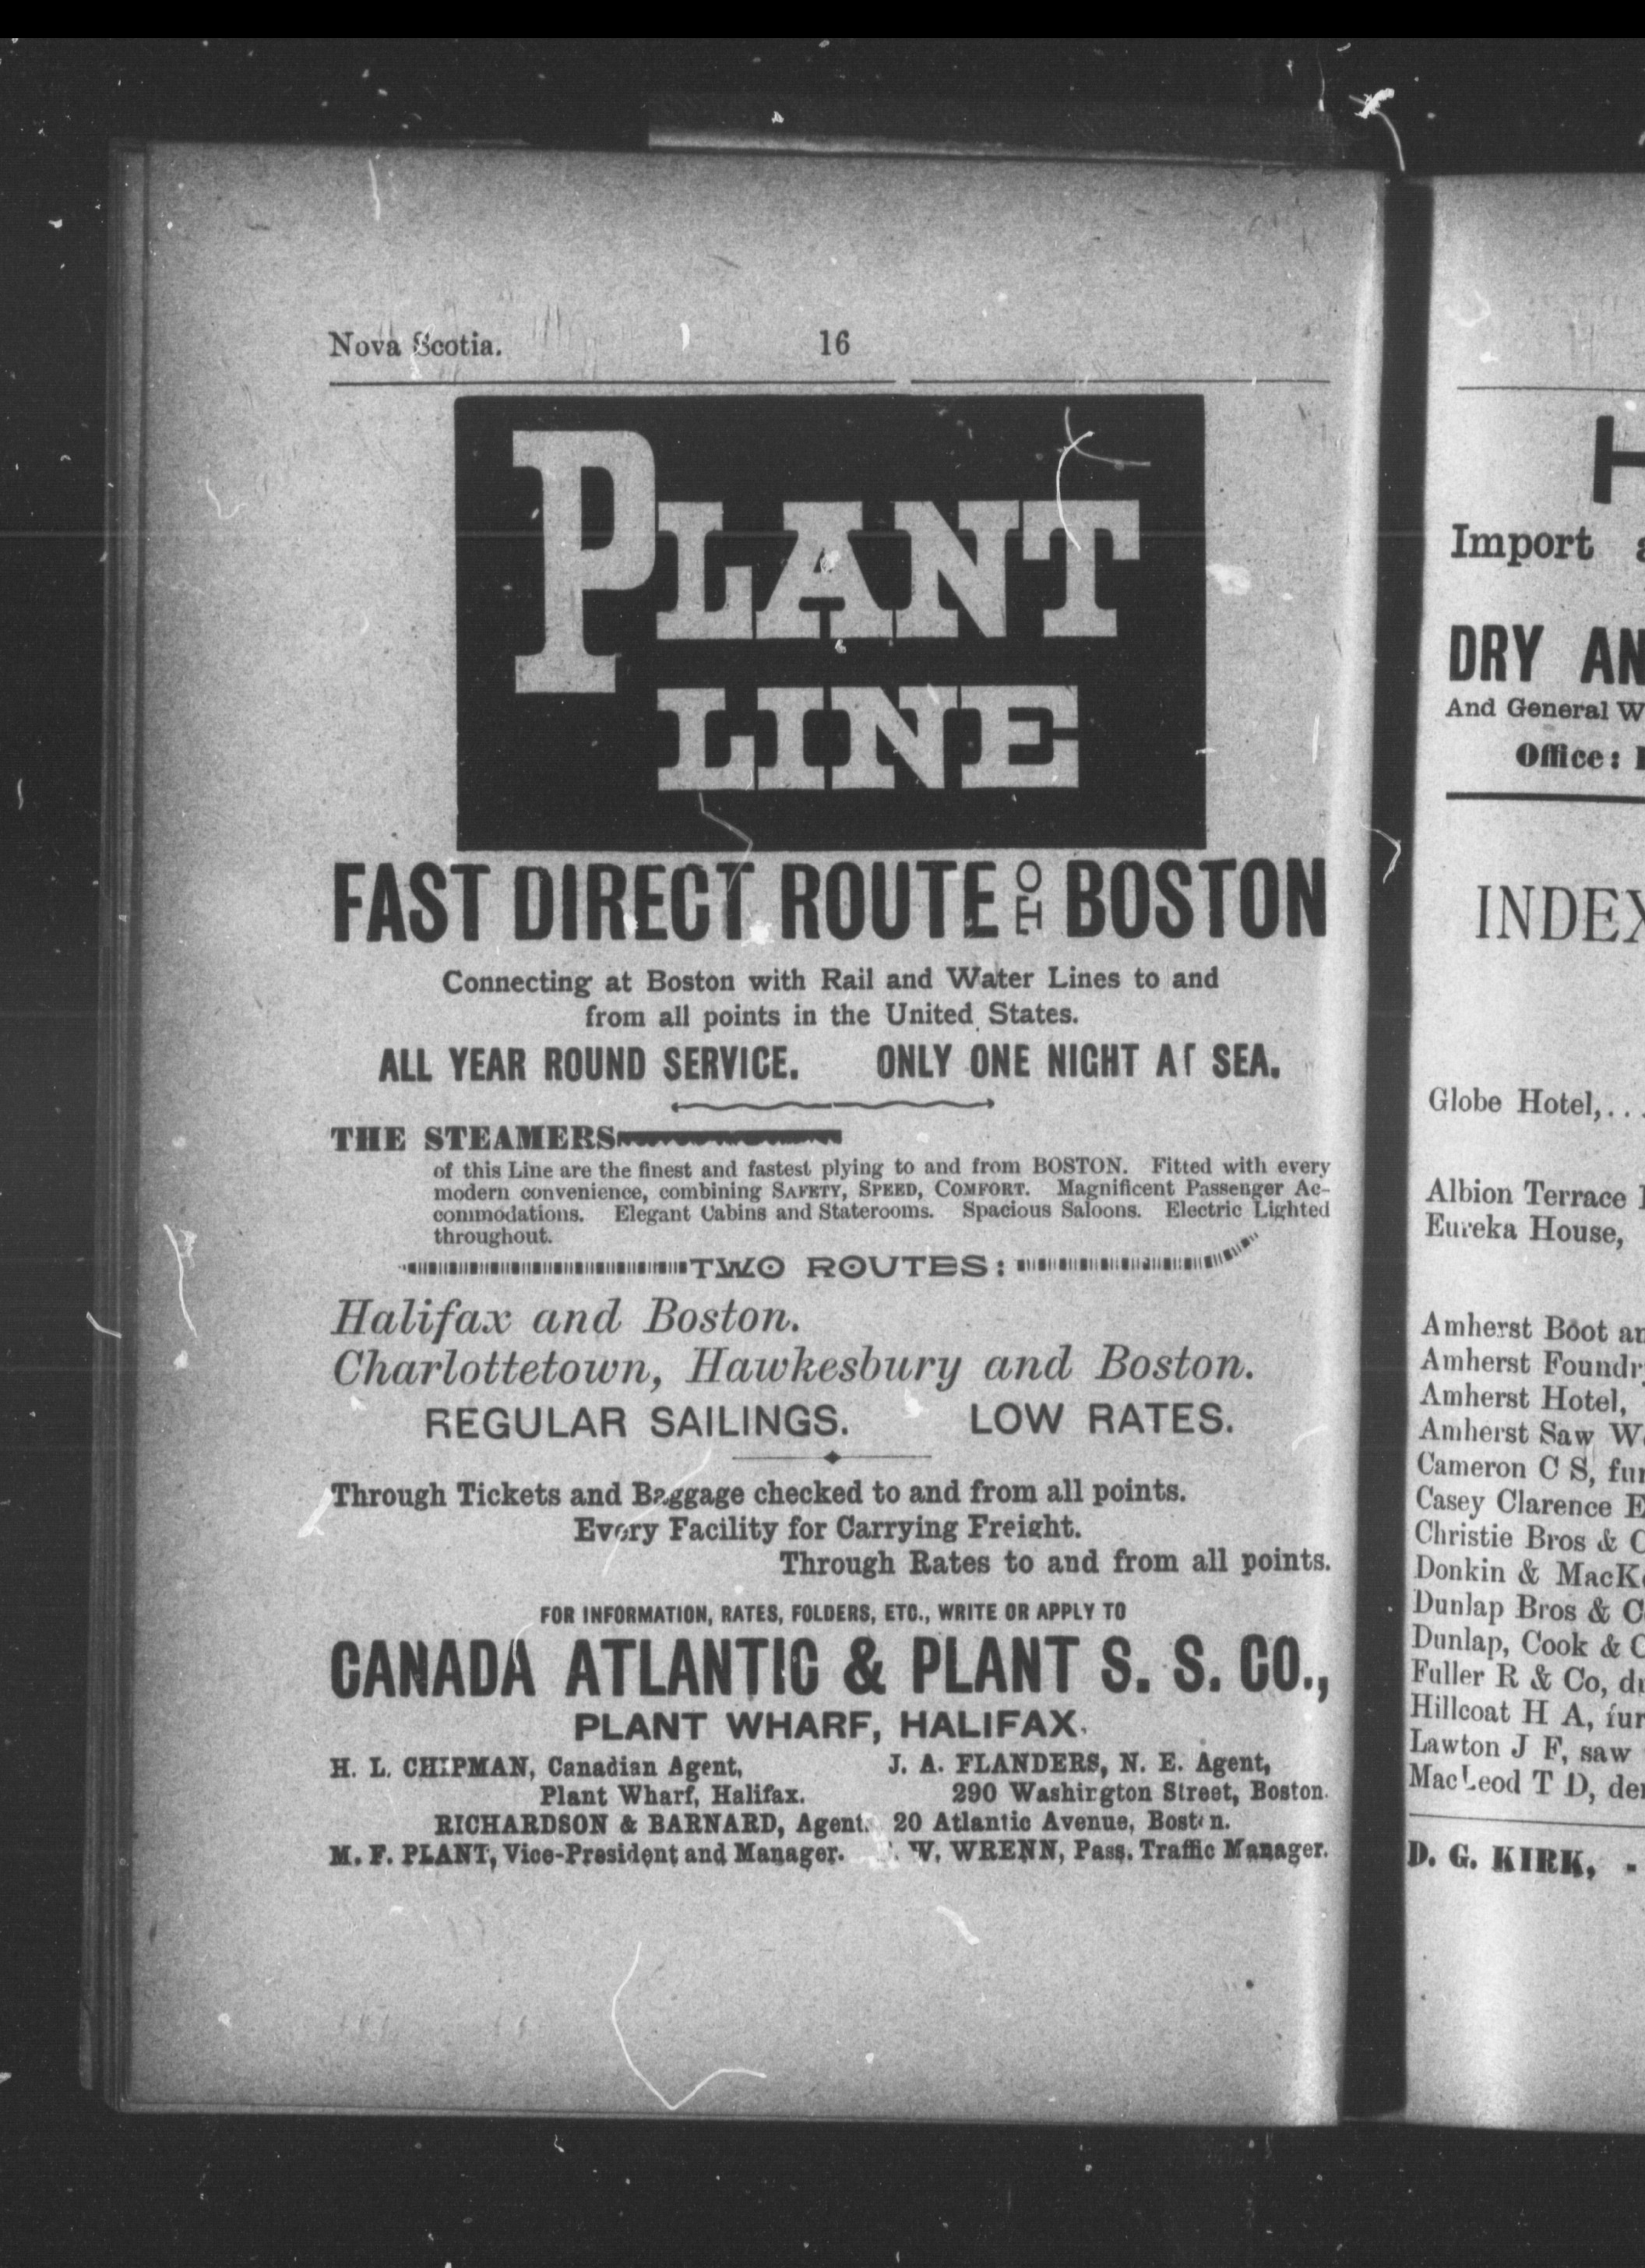 Nova Scotia. 16
PLANT
LINE
FAST DIRECT ROUTE TO BOSTON
Connecting at Boston with Rail and Water Lines to and
from all points in the United States.
ALL YEAR ROUND SERVICE. ONLY ONE NIGHT AT SEA.
THE STEAMERS
of this Line are the finest and fastest plying to and from BOSTON. Fitted with every
modern convenience, combining SAFETY, SPEED, COMFORT. Magnificent Passenger Ac-
commodations. Elegant Cabins and Staterooms. Spacious Saloons. Electric Lighted
throughout.
TWO ROUTES:
Halifax and Boston.
Charlottetown, Hawkesbury and Boston.
REGULAR SAILINGS. LOW RATES.
Through Tickets and Baggage checked to and from all points.
Every Facility for Carrying Freight.
Through Rates to and from all points.
FOR INFORMATION, RATES, FOLDERS, ETC., WRITE OR APPLY TO
CANADA ATLANTIC & PLANT S. S. CO.,
PLANT WHARF, HALIFAX.
H. L. CHIPMAN, Canadian Agent, J. A. FLANDERS, N. E. Agent,
Plant Wharf, Halifax. 290 Washington Street, Boston.
RICHARDSON & BARNARD, Agent. 20 Atlantic Avenue, Boston.
M. F. PLANT, Vice-President and Manager. W. WRENN, Pass. Traffic Manager.
Import
DRY AN
And General W
Office:
INDEX
Globe Hotel,...
Albion Terrace
Eureka House,
Amherst Boot an
Amherst Foundry
Amherst Hotel,
Amherst Saw W
Cameron C S, fur
Casey Clarence E
Christie Bros & C
Donkin & MacK
Dunlap Bros & C
Dunlap, Cook & C
Fuller R & Co, d
Hillcoat H A, fur
Lawton J F, saw
MacLeod T D, der
D. G. KIRK, -